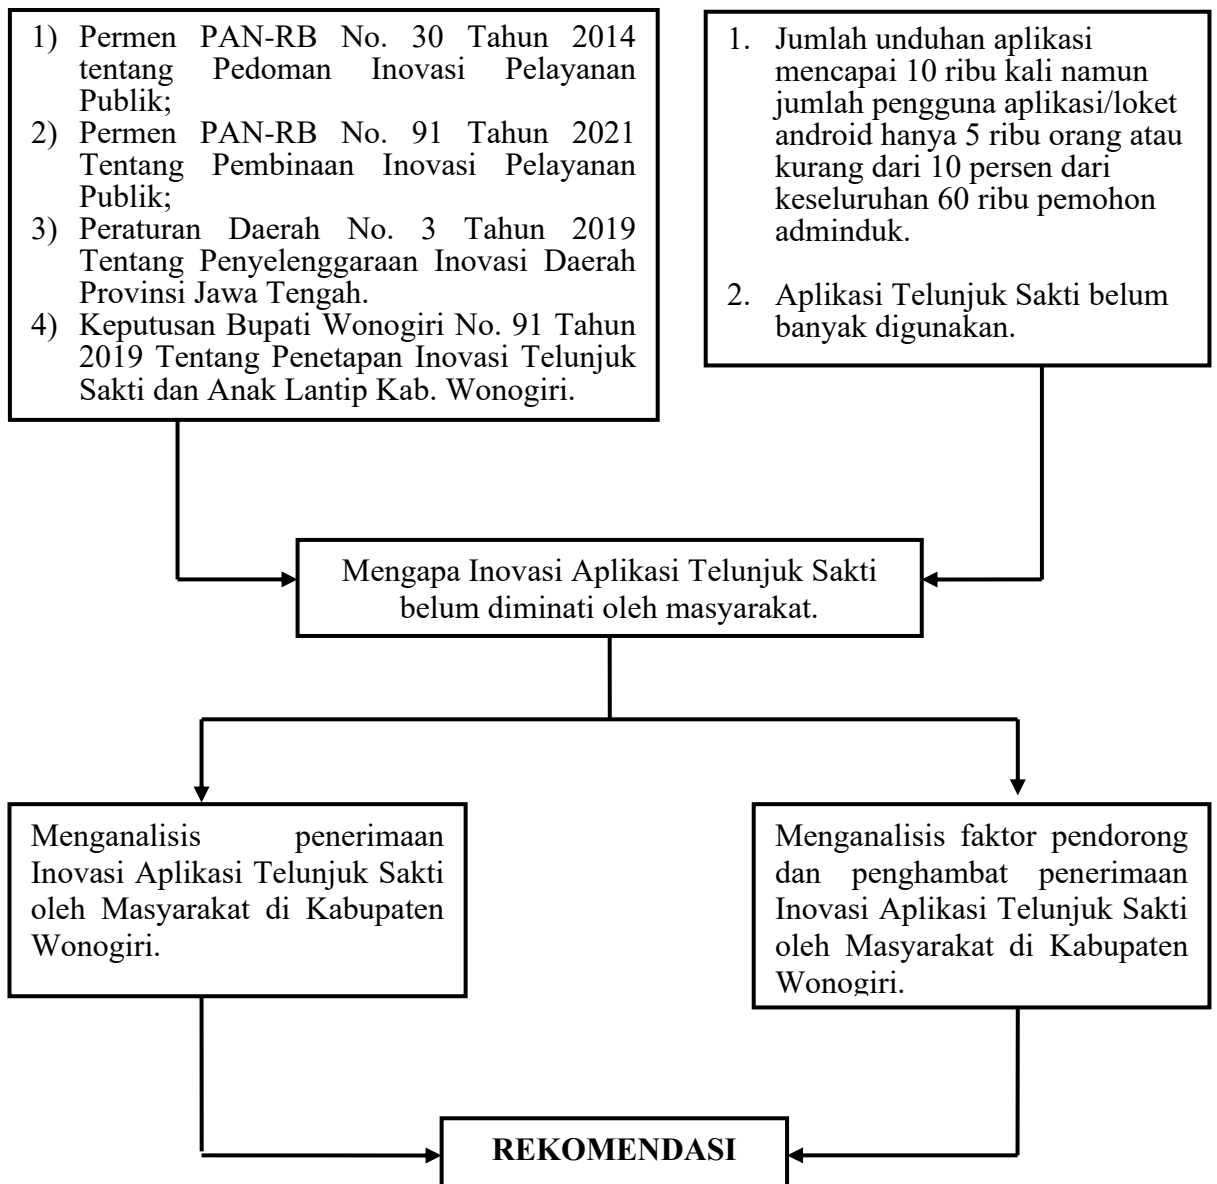 1) Permen PAN-RB No. 30 Tahun 2014
tentang Pedoman Inovasi Pelayanan
Publik;
2) Permen PAN-RB No. 91 Tahun 2021
Tentang Pembinaan Inovasi Pelayanan
Publik;
3) Peraturan Daerah No. 3 Tahun 2019
Tentang Penyelenggaraan Inovasi Daerah
Provinsi Jawa Tengah.
4) Keputusan Bupati Wonogiri No. 91 Tahun
2019 Tentang Penetapan Inovasi Telunjuk
Sakti dan Anak Lantip Kab. Wonogiri.
1. Jumlah unduhan aplikasi
mencapai 10 ribu kali namun
jumlah pengguna aplikasi/loket
android hanya 5 ribu orang atau
kurang dari 10 persen dari
keseluruhan 60 ribu pemohon
adminduk.
2. Aplikasi Telunjuk Sakti belum
banyak digunakan.
Mengapa Inovasi Aplikasi Telunjuk Sakti
belum diminati oleh masyarakat.
Menganalisis penerimaan
Inovasi Aplikasi Telunjuk Sakti
oleh Masyarakat di Kabupaten
Wonogiri.
Menganalisis faktor pendorong
dan penghambat penerimaan
Inovasi Aplikasi Telunjuk Sakti
oleh Masyarakat di Kabupaten
Wonogiri.
REKOMENDASI